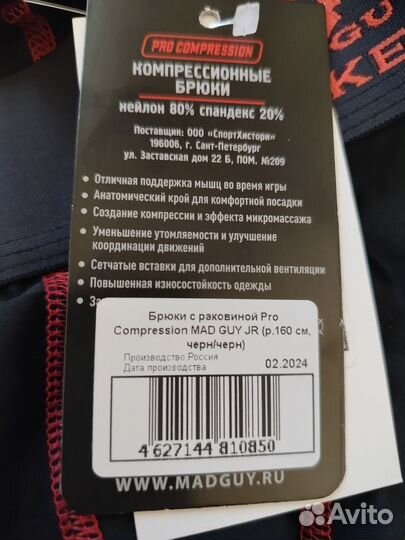 PRO COMPRESSION
КОМПРЕССИОННЫЕ
БРЮКИ
нейлон 80% спандекс 20%
Поставщик: ООО «СпортХистори»
196006, г. Сант-Петербург
ул. Заставская дом 22 Б, ПОМ. №209
• Отличная поддержка мышц во время игры
• Анатомический крой для комфортной посадки
• Создание компрессии и эффекта микромассажа
• Уменьшение утомляемости и улучшение
координации движений
• Сетчатые вставки для дополнительной вентиляции
• Повышенная износостойкость одежды
Брюки с раковиной Pro
Compression MAD GUY JR (р.160 см,
черн/черн)
Производство Россия
Дата производства 02.2024
4 627144 810850
WWW.MADGUY.RU
GUY
Avito